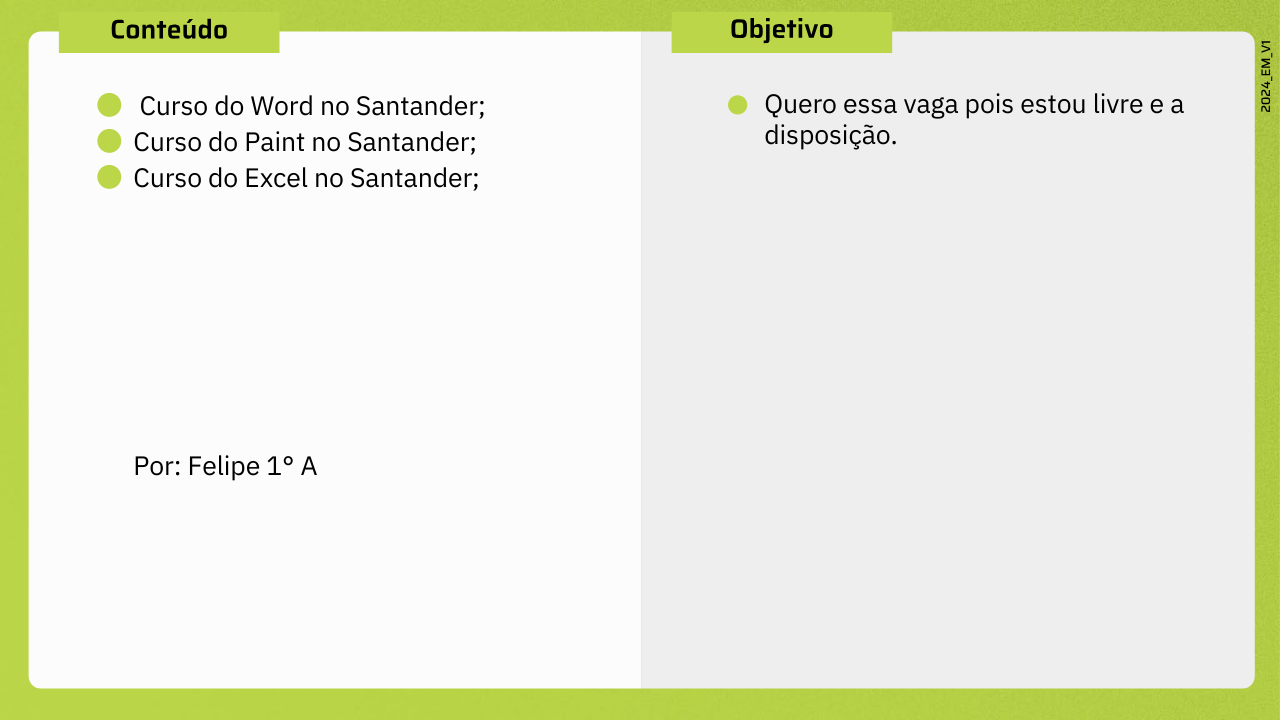 Conteúdo
Curso do Word no Santander;
Curso do Paint no Santander;
Curso do Excel no Santander;
Por: Felipe 1° A
Objetivo
Quero essa vaga pois estou livre e a
disposição.
2024_EM_V1